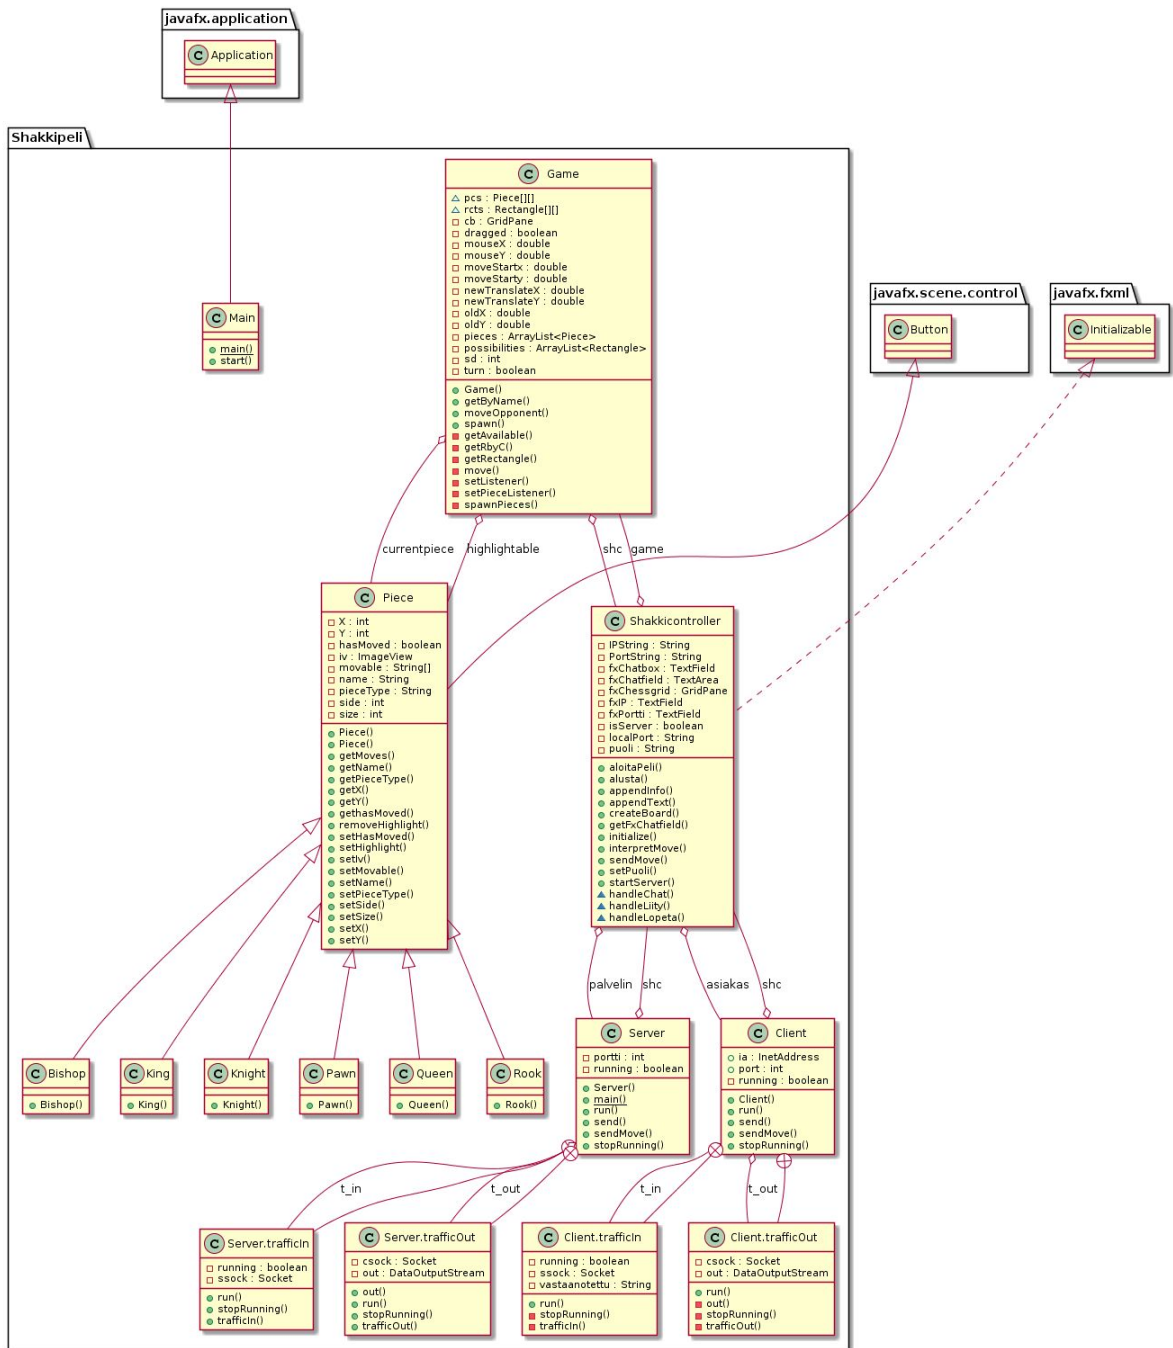 javafx.application
C Application
Shakkipeli
C Game
pcs : Piece[][]
rcts : Rectangle[][]
cb : GridPane
dragged : boolean
mouseX : double
mouseY : double
moveStartx : double
moveStarty : double
newTranslateX : double
newTranslateY : double
oldX : double
oldY : double
pieces : ArrayList<Piece>
possibilities : ArrayList<Rectangle>
sd : int
turn : boolean
Game()
getByName()
moveOpponent()
spawn()
getAvailable()
getRbyC()
getRectangle()
move()
setListener()
setPieceListener()
spawnPieces()
C Main
main()
start()
javafx.scene.control
C Button
javafx.fxml
C Initializable
currentpiece
highlightable
shc
game
C Piece
X : int
Y : int
hasMoved : boolean
iv : ImageView
movable : String[]
name : String
pieceType : String
side : int
size : int
Piece()
Piece()
getMoves()
getName()
getPieceType()
getX()
getY()
gethasMoved()
removeHighlight()
setHasMoved()
setHighlight()
setIv()
setMovable()
setName()
setPieceType()
setSide()
setSize()
setX()
setY()
C Shakkicontroller
IPString : String
PortString : String
fxChatbox : TextField
fxChatfield : TextArea
fxChessgrid : GridPane
fxIP : TextField
fxPortti : TextField
isServer : boolean
localPort : String
puoli : String
aloitaPeli()
alusta()
appendInfo()
appendText()
createBoard()
getFxChatfield()
initialize()
interpretMove()
sendMove()
setPuoli()
startServer()
handleChat()
handleLiity()
handleLopeta()
palvelin
shc
asiakas
shc
C Bishop
Bishop()
C King
King()
C Knight
Knight()
C Pawn
Pawn()
C Queen
Queen()
C Rook
Rook()
C Server
portti : int
running : boolean
Server()
main()
run()
send()
sendMove()
stopRunning()
C Client
ia : InetAddress
port : int
running : boolean
Client()
run()
send()
sendMove()
stopRunning()
t_in
t_out
t_in
t_out
C Server.trafficIn
running : boolean
ssock : Socket
run()
stopRunning()
trafficIn()
C Server.trafficOut
csock : Socket
out : DataOutputStream
out()
run()
stopRunning()
trafficOut()
C Client.trafficIn
running : boolean
ssock : Socket
vastaanotettu : String
run()
stopRunning()
trafficIn()
C Client.trafficOut
csock : Socket
out : DataOutputStream
run()
out()
stopRunning()
trafficOut()